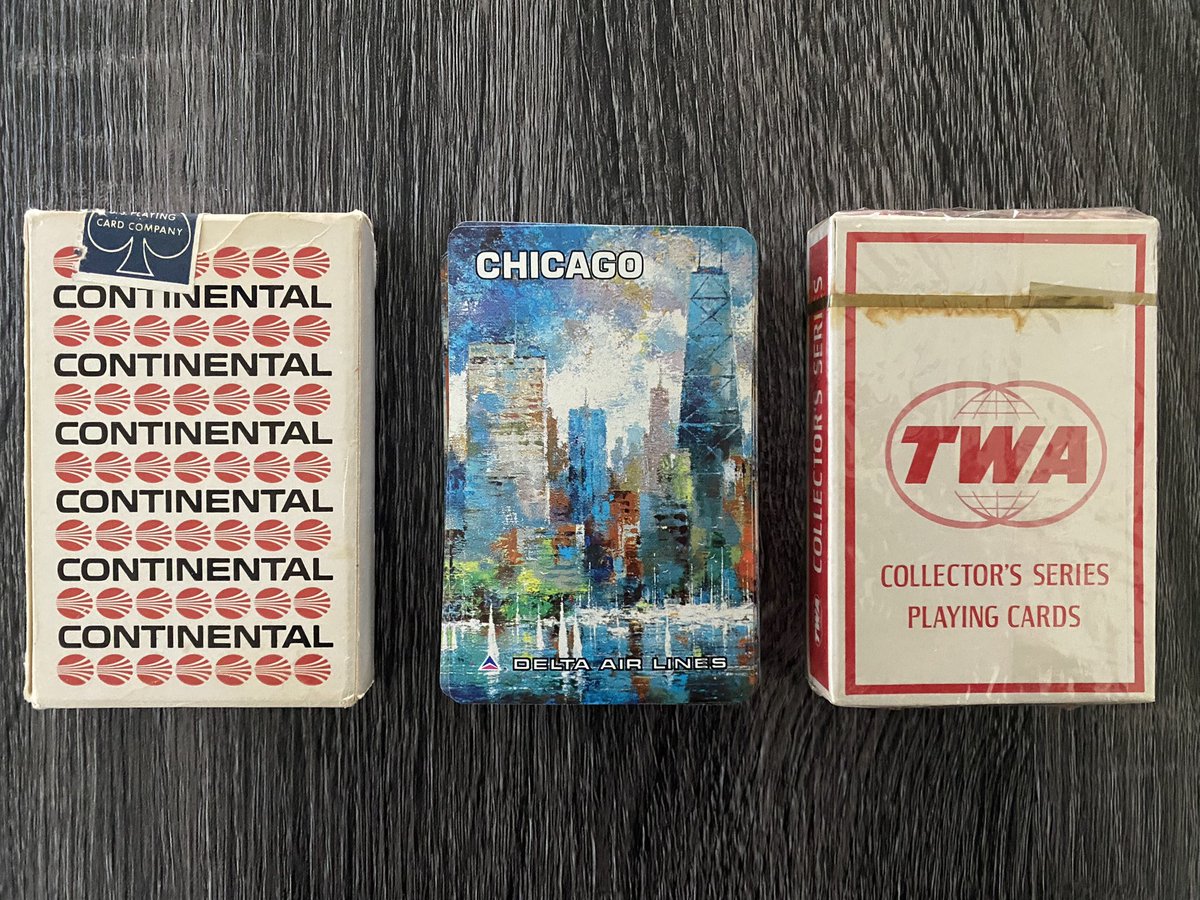 U.S. PLAYING
CARD COMPANY
CONTINENTAL
CONTINENTAL
CONTINENTAL
CONTINENTAL
CONTINENTAL
CONTINENTAL
CHICAGO
DELTA AIR LINES
COLLECTOR'S SERIES
TWA
TWA
COLLECTOR'S SERIES
PLAYING CARDS